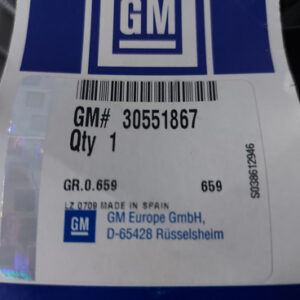 GM
GM# 30551867
Qty 1
GR.0.659 659
LZ 0709 MADE IN SPAIN
GM
GM Europe GmbH,
D-65428 Rüsselsheim
S038612946